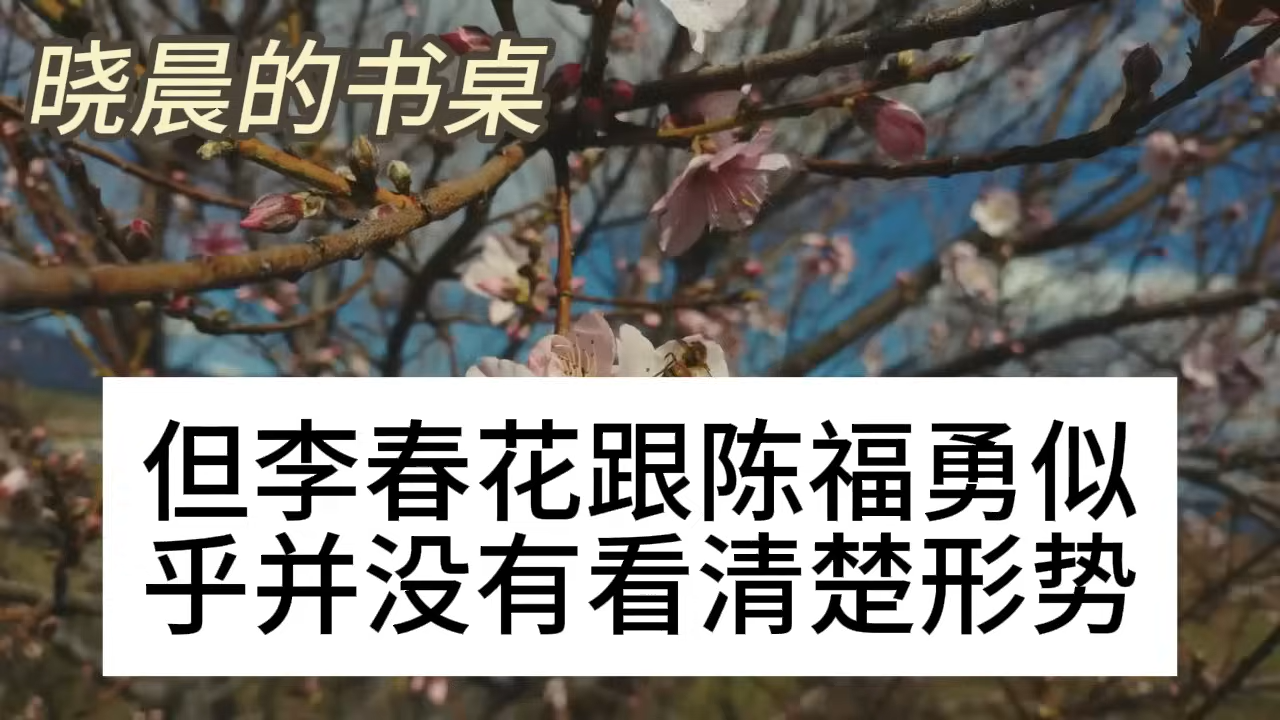 晓晨的书桌
但李春花跟陈福勇似
乎并没有看清楚形势